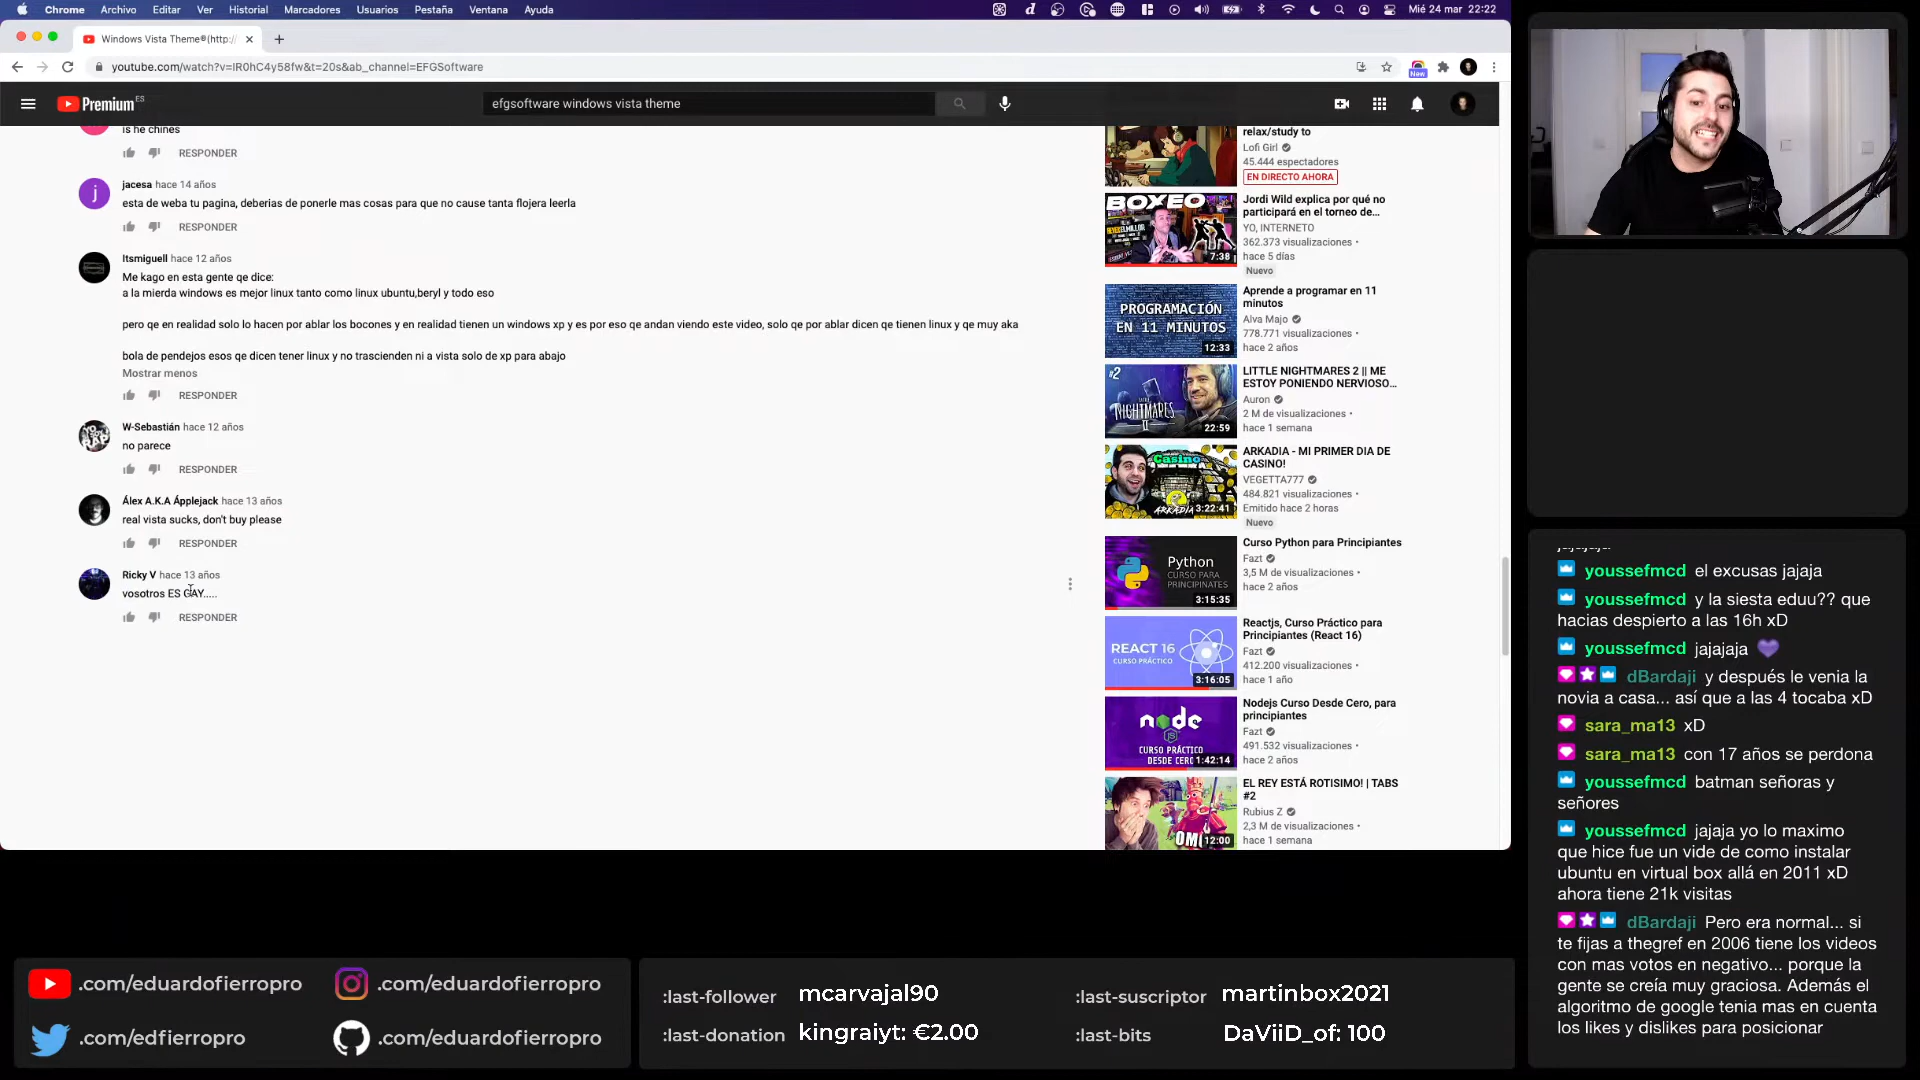 Chrome Archivo Editar Ver Historial Marcadores Usuarios Pestaña Ventana Ayuda
Mié 24 mar 22:22
Windows Vista Theme®(http:/
youtube.com/watch?v=IR0hC4y58fw&t=20s&ab_channel=EFGSoftware
New
Premium ES
efgsoftware windows vista theme
is he chines
RESPONDER
jacesa hace 14 años
esta de weba tu pagina, deberias de ponerle mas cosas para que no cause tanta flojera leerla
RESPONDER
Itsmiguell hace 12 años
Me kago en esta gente qe dice:
a la mierda windows es mejor linux tanto como linux ubuntu,beryl y todo eso
pero qe en realidad solo lo hacen por ablar los bocones y en realidad tienen un windows xp y es por eso qe andan viendo este video, solo qe por ablar dicen qe tienen linux y qe muy aka
bola de pendejos esos qe dicen tener linux y no trascienden ni a vista solo de xp para abajo
Mostrar menos
RESPONDER
W-Sebastián hace 12 años
no parece
RESPONDER
Álex A.K.A Ápplejack hace 13 años
real vista sucks, don't buy please
RESPONDER
Ricky V hace 13 años
vosotros ES GAY.....
RESPONDER
relax/study to
Lofi Girl
45.444 espectadores
EN DIRECTO AHORA
BOXEO
7:38
Jordi Wild explica por qué no
participará en el torneo de...
YO, INTERNETO
362.373 visualizaciones •
hace 5 días
Nuevo
PROGRAMACIÓN
EN 11 MINUTOS
12:33
Aprende a programar en 11
minutos
Alva Majo
778.771 visualizaciones •
hace 2 años
#2
NIGHTMARES
II
22:59
LITTLE NIGHTMARES 2 || ME
ESTOY PONIENDO NERVIOSO...
Auron
2 M de visualizaciones •
hace 1 semana
Casino
ARKADIA
3:22:41
ARKADIA - MI PRIMER DIA DE
CASINO!
VEGETTA777
484.821 visualizaciones •
Emitido hace 2 horas
Nuevo
Python
CURSO PARA
PRINCIPINATES
3:15:35
Curso Python para Principiantes
Fazt
3,5 M de visualizaciones •
hace 2 años
REACT 16
CURSO PRÁCTICO
3:16:05
Reactjs, Curso Práctico para
Principiantes (React 16)
Fazt
412.200 visualizaciones •
hace 1 año
node
CURSO PRÁCTICO
DESDE CERO
1:42:14
Nodejs Curso Desde Cero, para
principiantes
Fazt
491.532 visualizaciones •
hace 2 años
12:00
EL REY ESTÁ ROTISIMO! | TABS
#2
Rubius Z
2,3 M de visualizaciones •
hace 1 semana
youssefmcd el excusas jajaja
youssefmcd y la siesta eduu?? que
hacias despierto a las 16h xD
youssefmcd jajajaja
dBardaji y después le venia la
novia a casa... así que a las 4 tocaba xD
sara_ma13 xD
sara_ma13 con 17 años se perdona
youssefmcd batman señoras y
señores
youssefmcd jajaja yo lo maximo
que hice fue un vide de como instalar
ubuntu en virtual box allá en 2011 xD
ahora tiene 21k visitas
dBardaji Pero era normal... si
te fijas a thegref en 2006 tiene los videos
con mas votos en negativo... porque la
gente se creía muy graciosa. Además el
algoritmo de google tenia mas en cuenta
los likes y dislikes para posicionar
.com/eduardofierropro
.com/eduardofierropro
.com/edfierropro
.com/eduardofierropro
:last-follower mcarvajal90
:last-suscriptor martinbox2021
:last-donation kingraiyt: €2.00
:last-bits DaViiD_of: 100